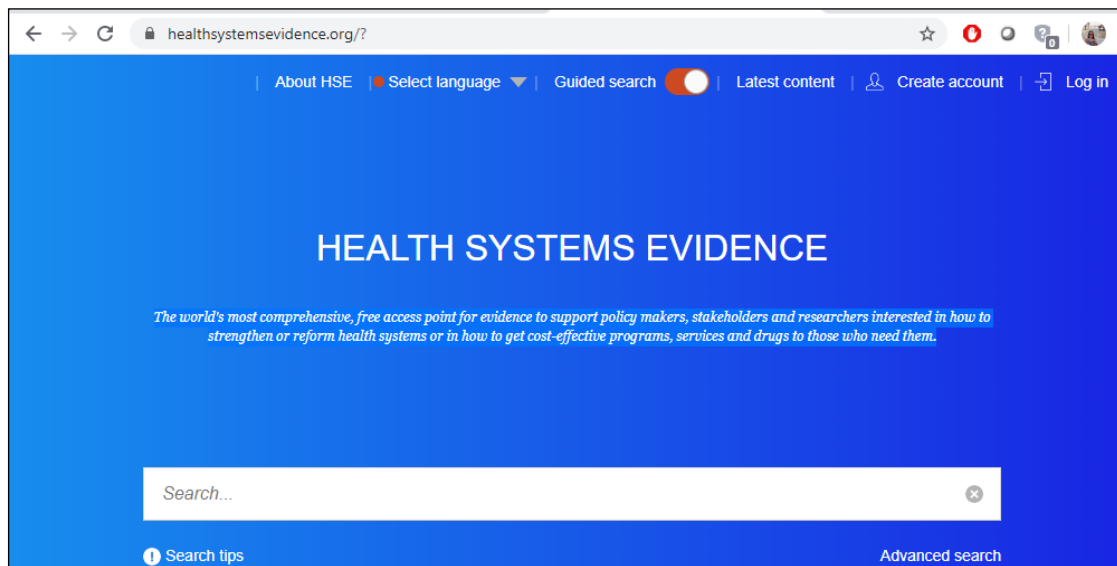 healthsystemsevidence.org/?
0
| About HSE | Select language | Guided search | Latest content | Create account | Log in
HEALTH SYSTEMS EVIDENCE
The world's most comprehensive, free access point for evidence to support policy makers, stakeholders and researchers interested in how to
strengthen or reform health systems or in how to get cost-effective programs, services and drugs to those who need them.
Search...
Search tips Advanced search